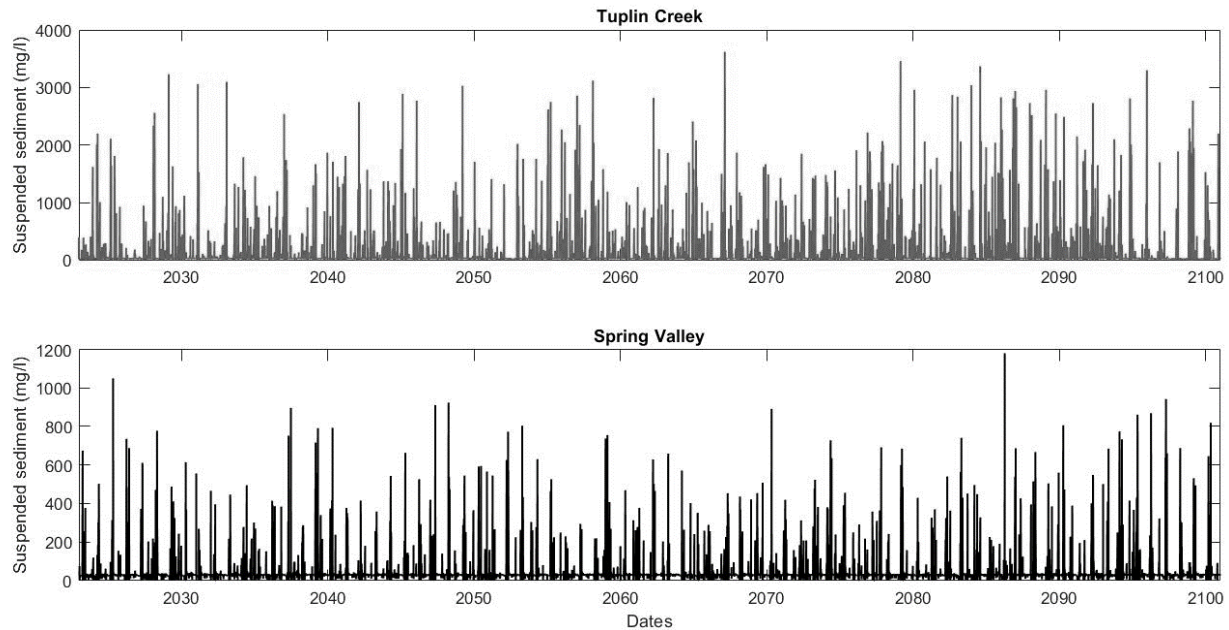 Tuplin Creek
Suspended sediment (mg/l)
4000
3000
2000
1000
0
2030 2040 2050 2060 2070 2080 2090 2100
Spring Valley
Suspended sediment (mg/l)
1200
1000
800
600
400
200
0
2030 2040 2050 2060 2070 2080 2090 2100
Dates